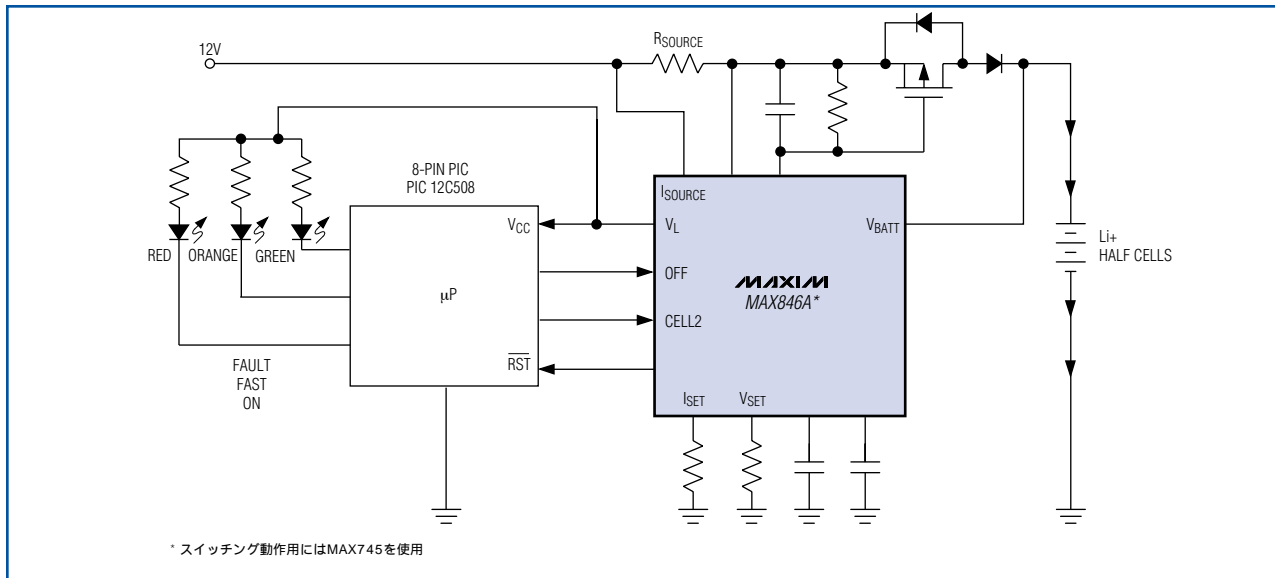 12V
RSOURCE
8-PIN PIC
PIC 12C508
ISOURCE
VCC
VL
VBATT
RED ORANGE GREEN
Li+
HALF CELLS
OFF
MAXIM
MAX846A*
µP
CELL2
FAULT
FAST
ON
RST
ISET
VSET
* スイッチング動作用にはMAX745を使用